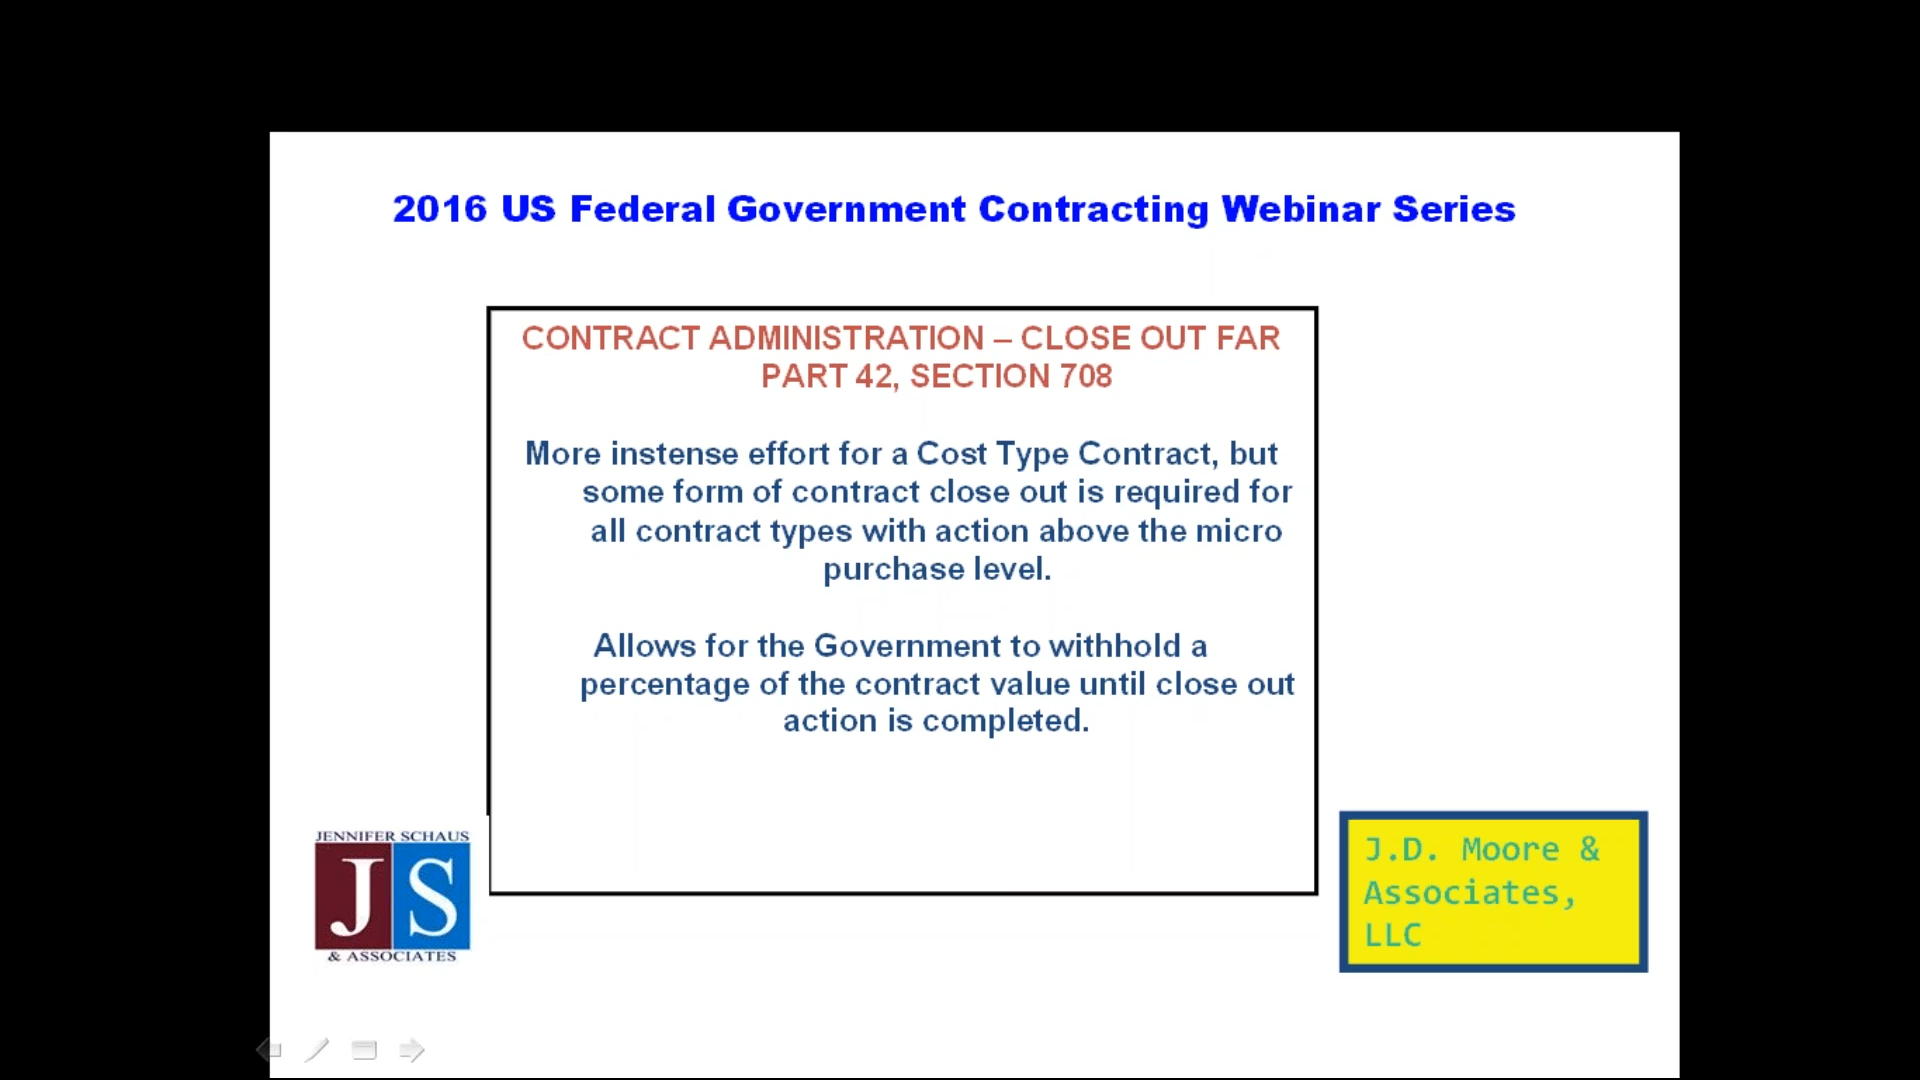 2016 US Federal Government Contracting Webinar Series
CONTRACT ADMINISTRATION – CLOSE OUT FAR
PART 42, SECTION 708
More instense effort for a Cost Type Contract, but
some form of contract close out is required for
all contract types with action above the micro
purchase level.
Allows for the Government to withhold a
percentage of the contract value until close out
action is completed.
JENNIFER SCHAUS
JS
& ASSOCIATES
J.D. Moore &
Associates,
LLC